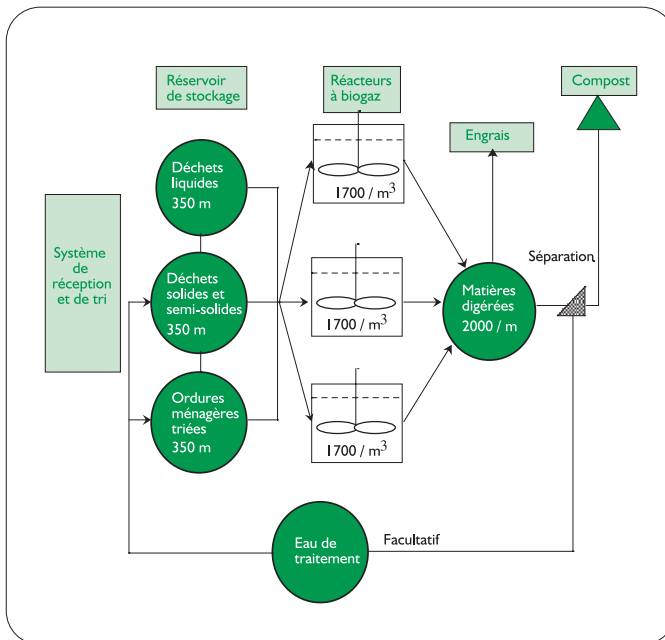 Réservoir
de stockage
Réacteurs
à biogaz
Compost
Engrais
Déchets
liquides
350 m
1700 / m³
Système
de
réception
et de tri
Déchets
solides et
semi-solides
350 m
1700 / m³
Matières
digérées
2000 / m
Séparation
Ordures
ménagères
triées
350 m
1700 / m³
Eau de
traitement
Facultatif